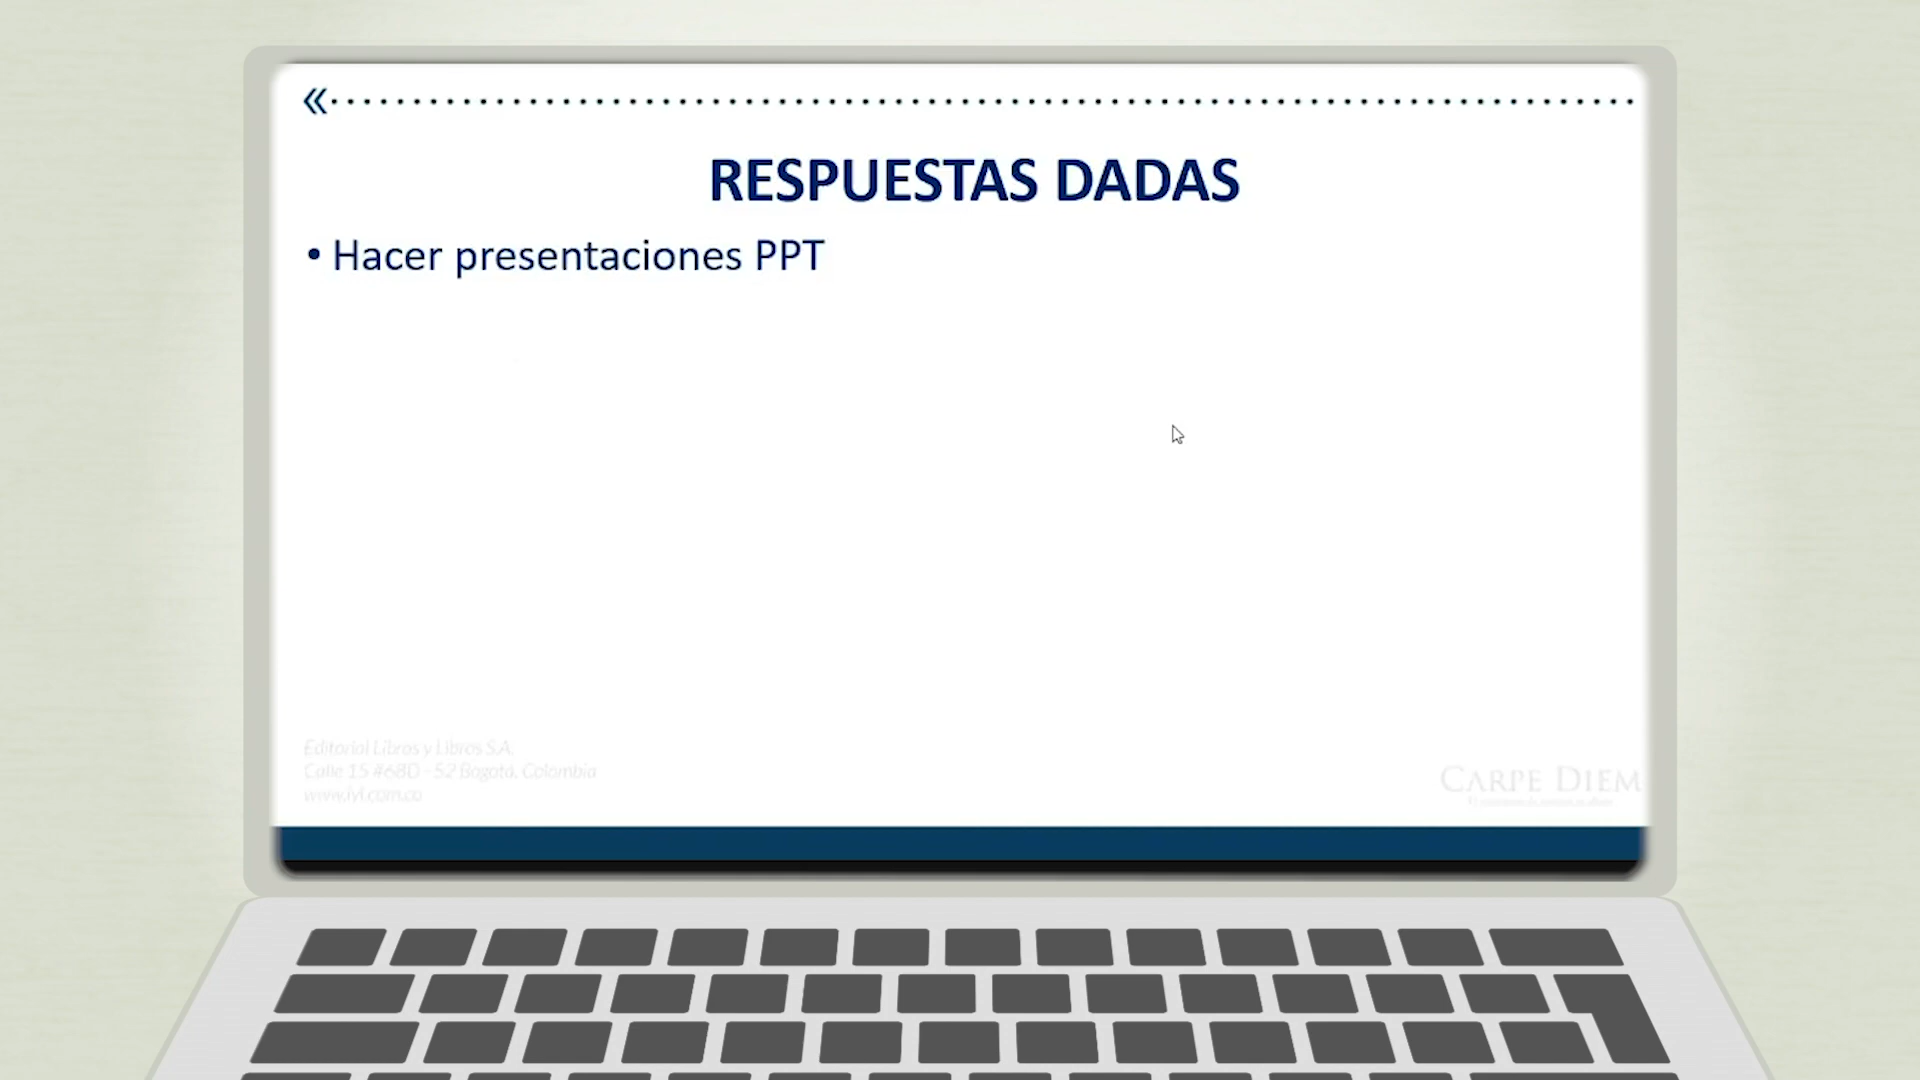 RESPUESTAS DADAS
• Hacer presentaciones PPT
Editorial Libros y Libros S.A.
Calle 15 #68D - 52 Bogotá, Colombia
www.lyl.com.co
CARPE DIEM